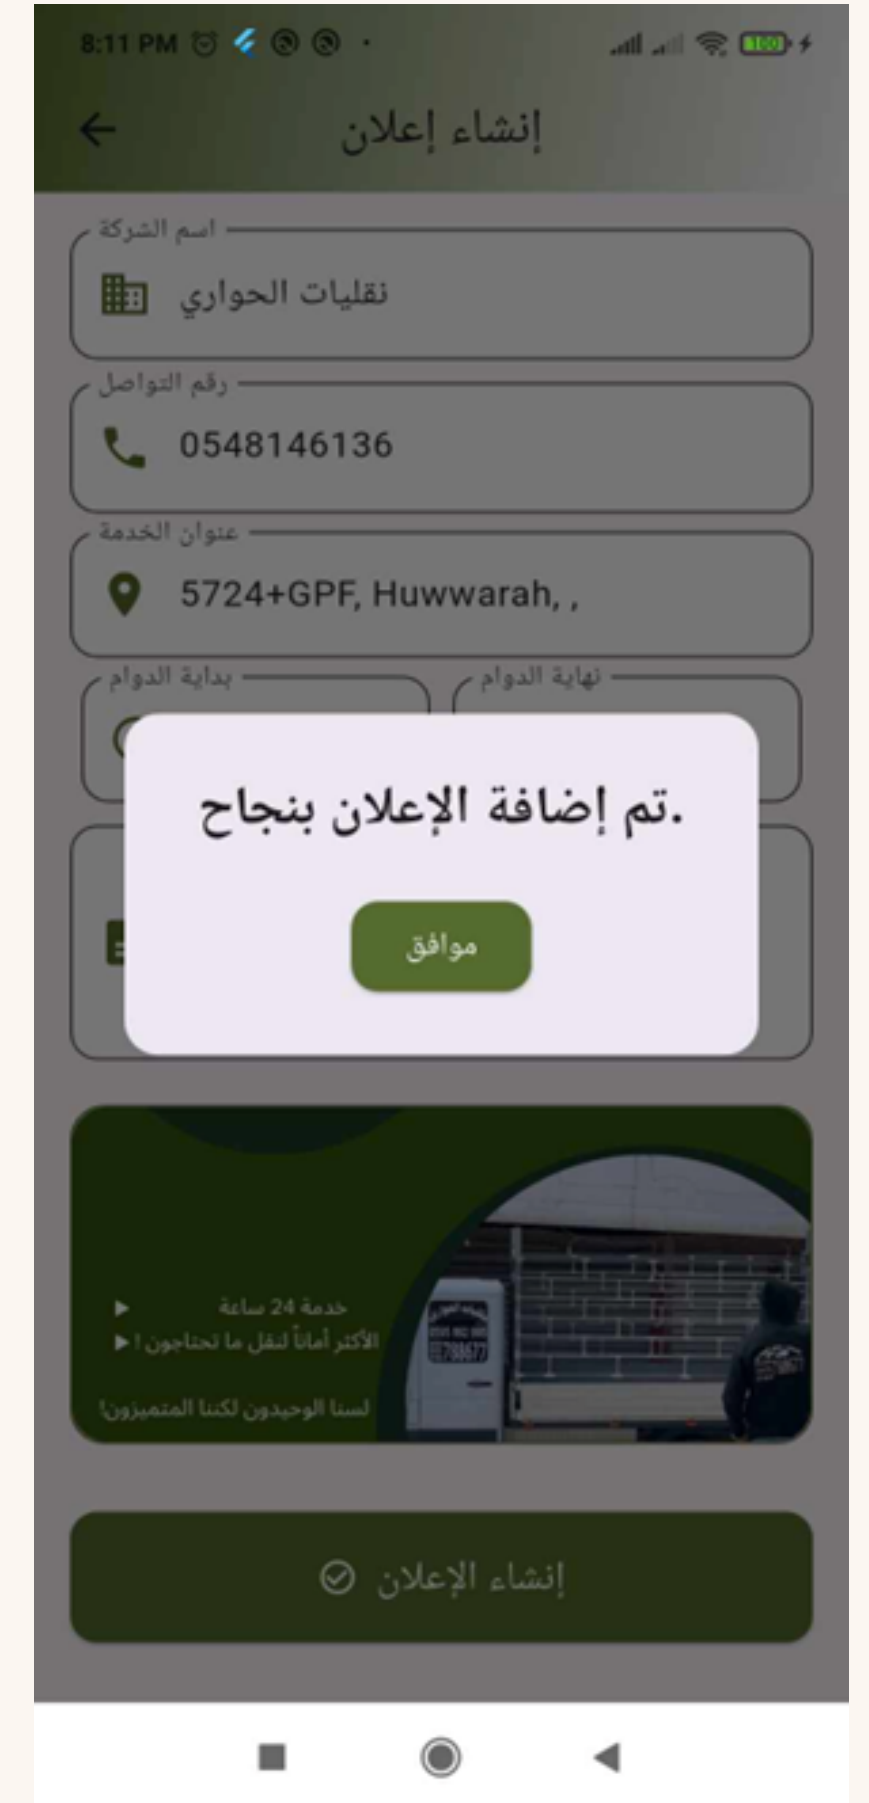 8:11 PM
100
إنشاء إعلان
اسم الشركة
نقليات الحواري
رقم التواصل
0548146136
عنوان الخدمة
5724+GPF, Huwwarah, ,
بداية الدوام
نهاية الدوام
.تم إضافة الإعلان بنجاح
موافق
خدمة 24 ساعة
الأكثر أماناً لنقل ما تحتاجون !
لسنا الوحيدون لكننا المتميزون!
إنشاء الإعلان